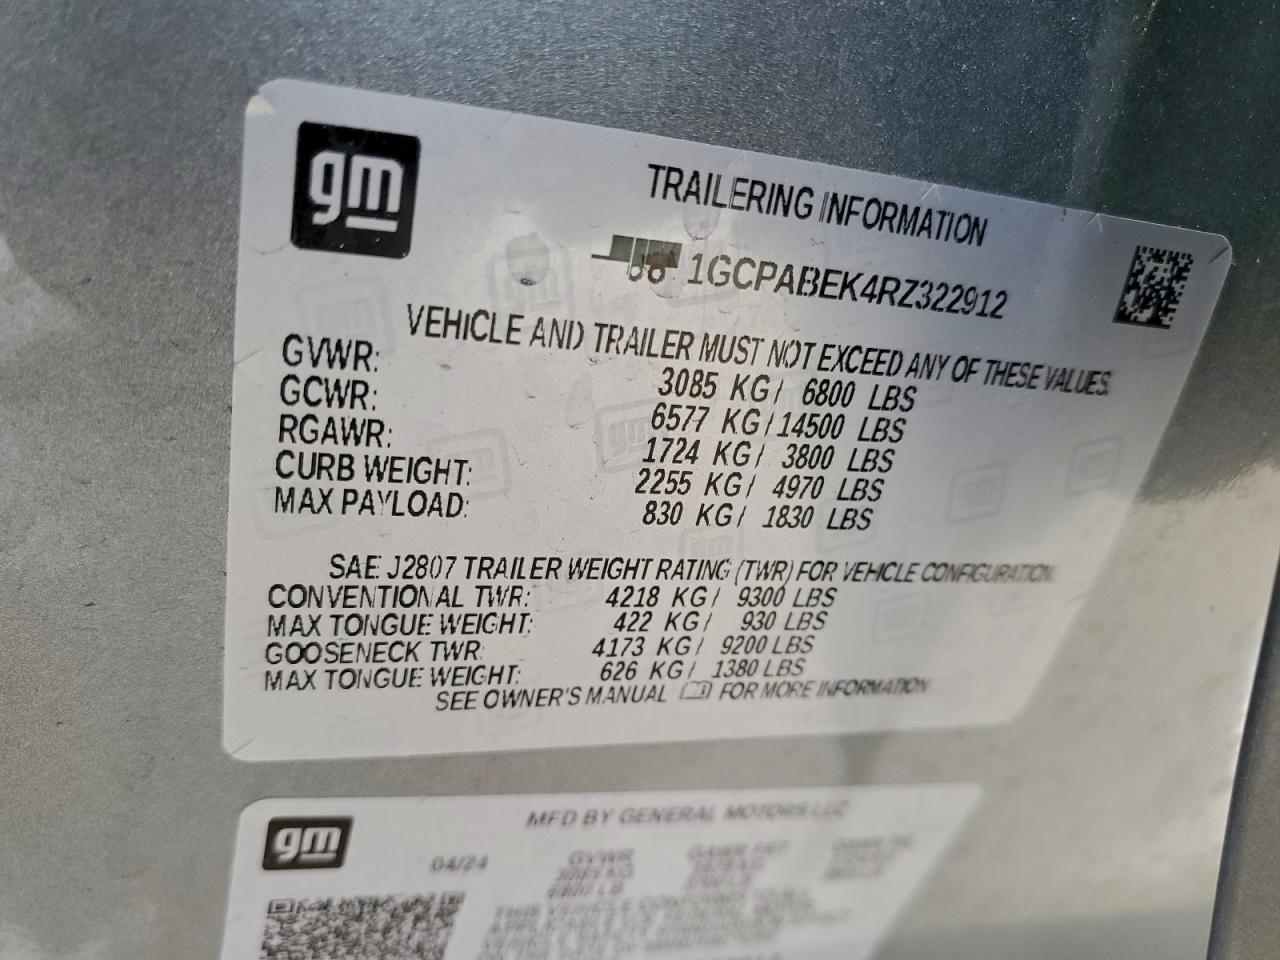 gm
TRAILERING INFORMATION
1GCPABEK4RZ322912
VEHICLE AND TRAILER MUST NOT EXCEED ANY OF THESE VALUES.
GVWR: 3085 KG/ 6800 LBS
GCWR: 6577 KG/14500 LBS
RGAWR: 1724 KG/ 3800 LBS
CURB WEIGHT: 2255 KG/ 4970 LBS
MAX PAYLOAD: 830 KG/ 1830 LBS
SAE J2807 TRAILER WEIGHT RATING (TWR) FOR VEHICLE CONFIGURATION.
CONVENTIONAL TWR: 4218 KG/ 9300 LBS
MAX TONGUE WEIGHT: 422 KG/ 930 LBS
GOOSENECK TWR: 4173 KG/ 9200 LBS
MAX TONGUE WEIGHT: 626 KG/ 1380 LBS
SEE OWNER'S MANUAL FOR MORE INFORMATION
gm
MFD BY GENERAL MOTORS LLC
04/24 GVWR
3085 KG
6800 LB